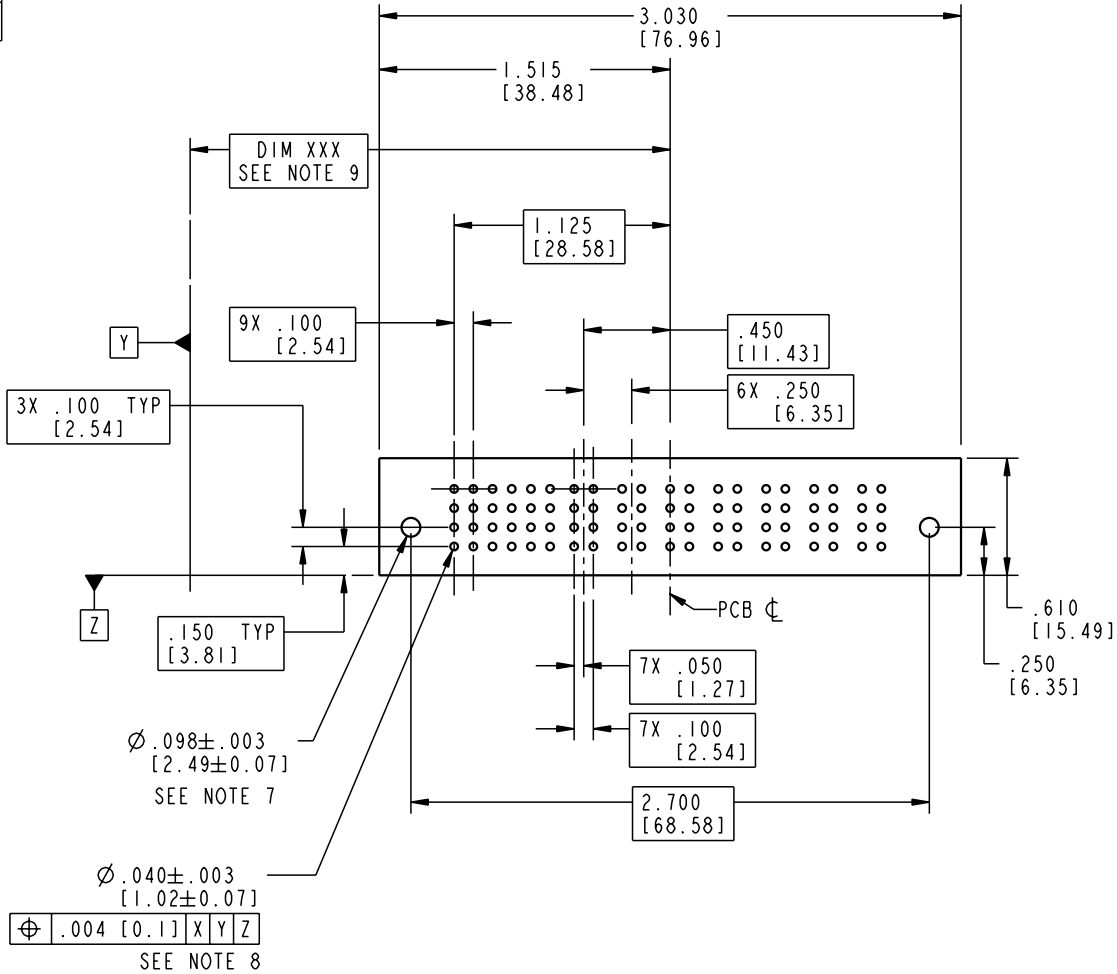 3.030
[76.96]
1.515
[38.48]
DIM XXX
SEE NOTE 9
1.125
[28.58]
9X .100
[2.54]
.450
[11.43]
Y
6X .250
[6.35]
3X .100 TYP
[2.54]
PCB ℄
Z
.610
[15.49]
.150 TYP
[3.81]
.250
[6.35]
7X .050
[1.27]
7X .100
[2.54]
Ø.098±.003
[2.49±0.07]
SEE NOTE 7
2.700
[68.58]
Ø.040±.003
[1.02±0.07]
⌖ .004 [0.1] X Y Z
SEE NOTE 8